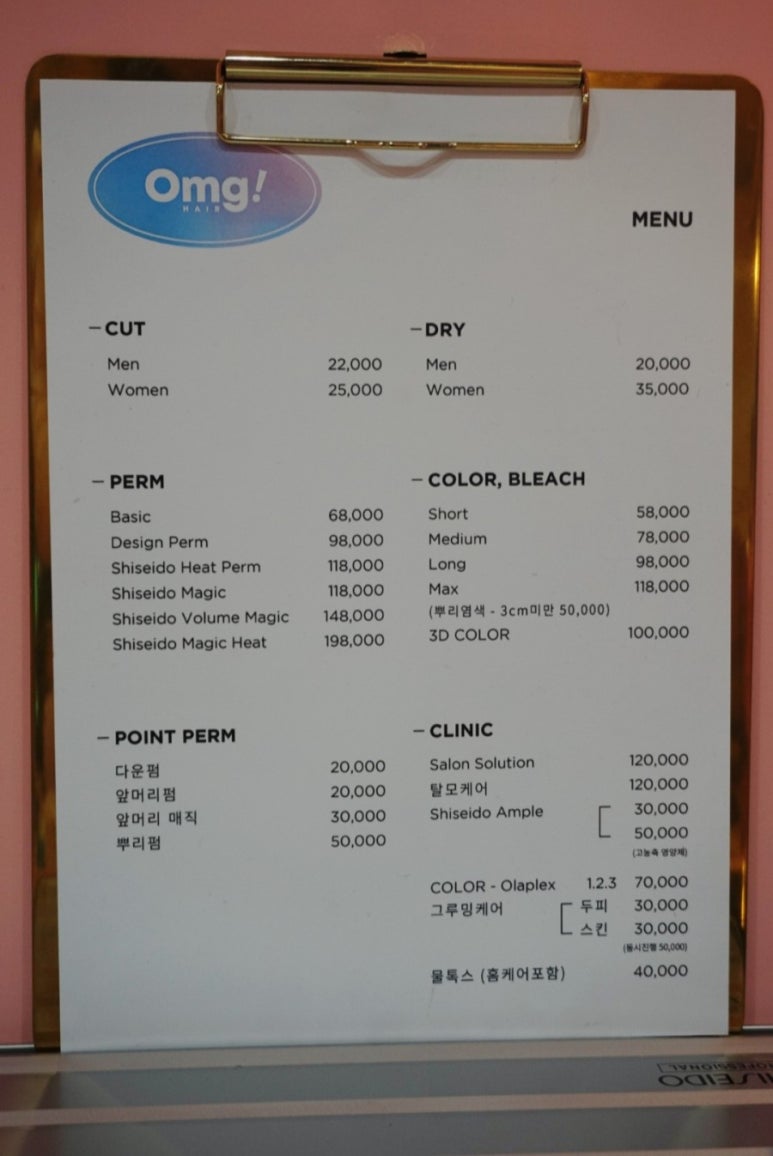 Omg!
HAIR
MENU
CUT
Men 22,000
Women 25,000
DRY
Men 20,000
Women 35,000
PERM
Basic 68,000
Design Perm 98,000
Shiseido Heat Perm 118,000
Shiseido Magic 118,000
Shiseido Volume Magic 148,000
Shiseido Magic Heat 198,000
COLOR, BLEACH
Short 58,000
Medium 78,000
Long 98,000
Max 118,000
(뿌리염색 - 3cm미만 50,000)
3D COLOR 100,000
POINT PERM
다운펌 20,000
앞머리펌 20,000
앞머리 매직 30,000
뿌리펌 50,000
CLINIC
Salon Solution 120,000
탈모케어 120,000
Shiseido Ample 30,000
50,000
(고농축 영양제)
COLOR - Olaplex 1.2.3 70,000
그루밍케어 두피 30,000
스킨 30,000
(동시진행 50,000)
물톡스 (홈케어포함) 40,000